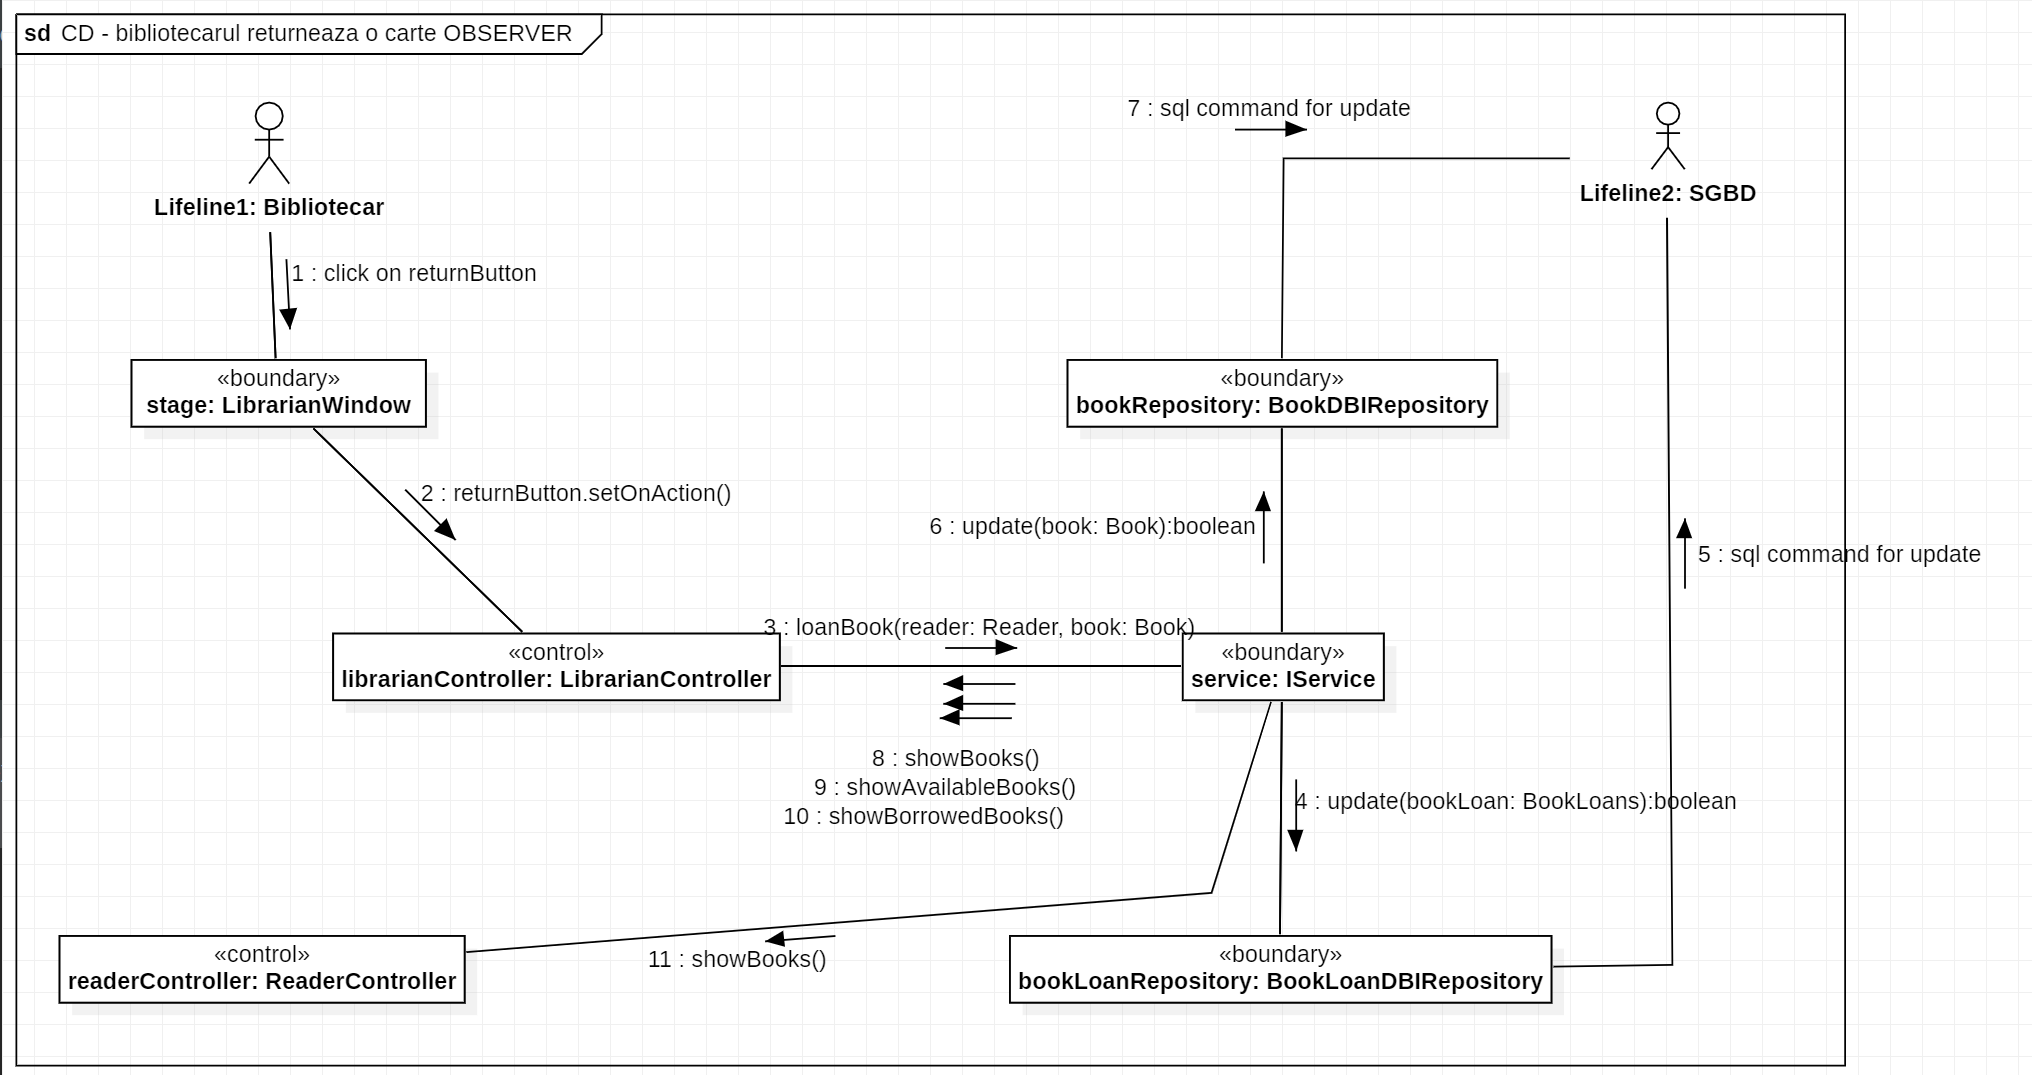 sd CD - bibliotecarul returneaza o carte OBSERVER
7 : sql command for update
Lifeline1: Bibliotecar
Lifeline2: SGBD
1 : click on returnButton
«boundary»
stage: LibrarianWindow
«boundary»
bookRepository: BookDBIRepository
2 : returnButton.setOnAction()
6 : update(book: Book):boolean
5 : sql command for update
3 : loanBook(reader: Reader, book: Book)
«control»
librarianController: LibrarianController
«boundary»
service: IService
8 : showBooks()
9 : showAvailableBooks()
10 : showBorrowedBooks()
4 : update(bookLoan: BookLoans):boolean
11 : showBooks()
«control»
readerController: ReaderController
«boundary»
bookLoanRepository: BookLoanDBIRepository